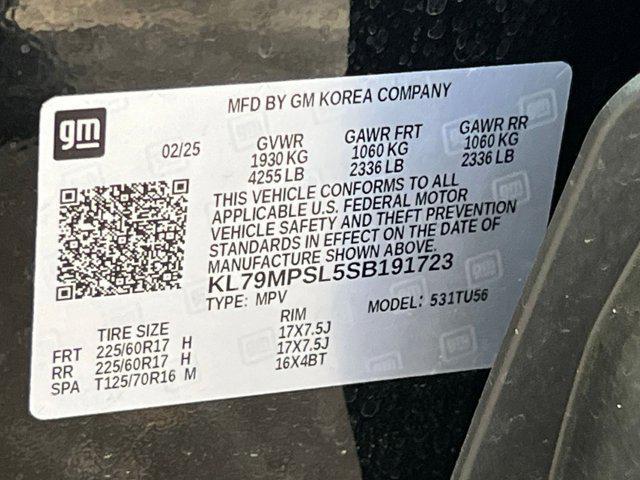 MFD BY GM KOREA COMPANY
gm
02/25
GVWR GAWR FRT GAWR RR
1930 KG 1060 KG 1060 KG
4255 LB 2336 LB 2336 LB
THIS VEHICLE CONFORMS TO ALL
APPLICABLE U.S. FEDERAL MOTOR
VEHICLE SAFETY AND THEFT PREVENTION
STANDARDS IN EFFECT ON THE DATE OF
MANUFACTURE SHOWN ABOVE.
KL79MPSL5SB191723
TYPE: MPV MODEL: 531TU56
TIRE SIZE RIM
FRT 225/60R17 H 17X7.5J
RR 225/60R17 H 17X7.5J
SPA T125/70R16 M 16X4BT